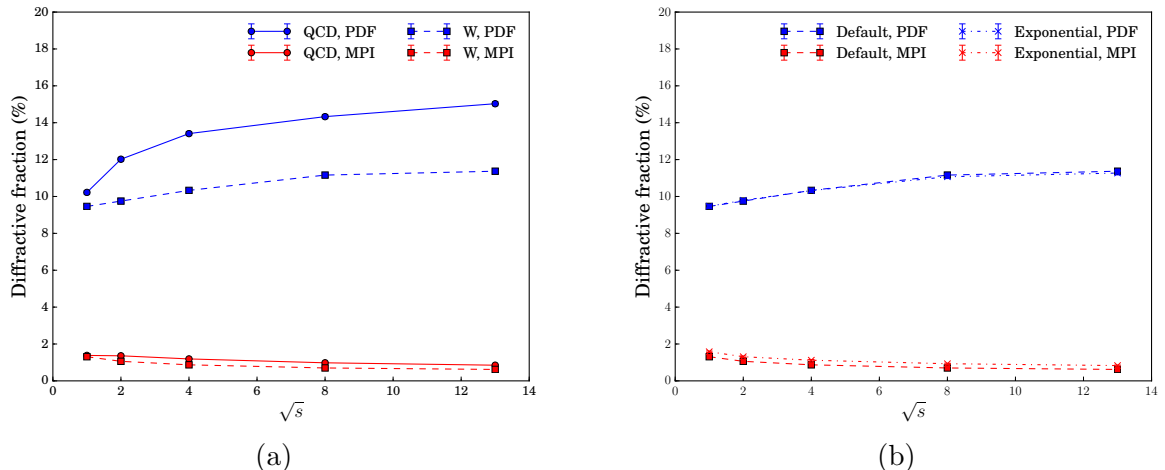 QCD, PDF
QCD, MPI
W, PDF
W, MPI
Diffractive fraction (%)
20
18
16
14
12
10
8
6
4
2
0
0 2 4 6 8 10 12 14
√s
(a)
Default, PDF
Default, MPI
Exponential, PDF
Exponential, MPI
Diffractive fraction (%)
20
18
16
14
12
10
8
6
4
2
0
0 2 4 6 8 10 12 14
√s
(b)